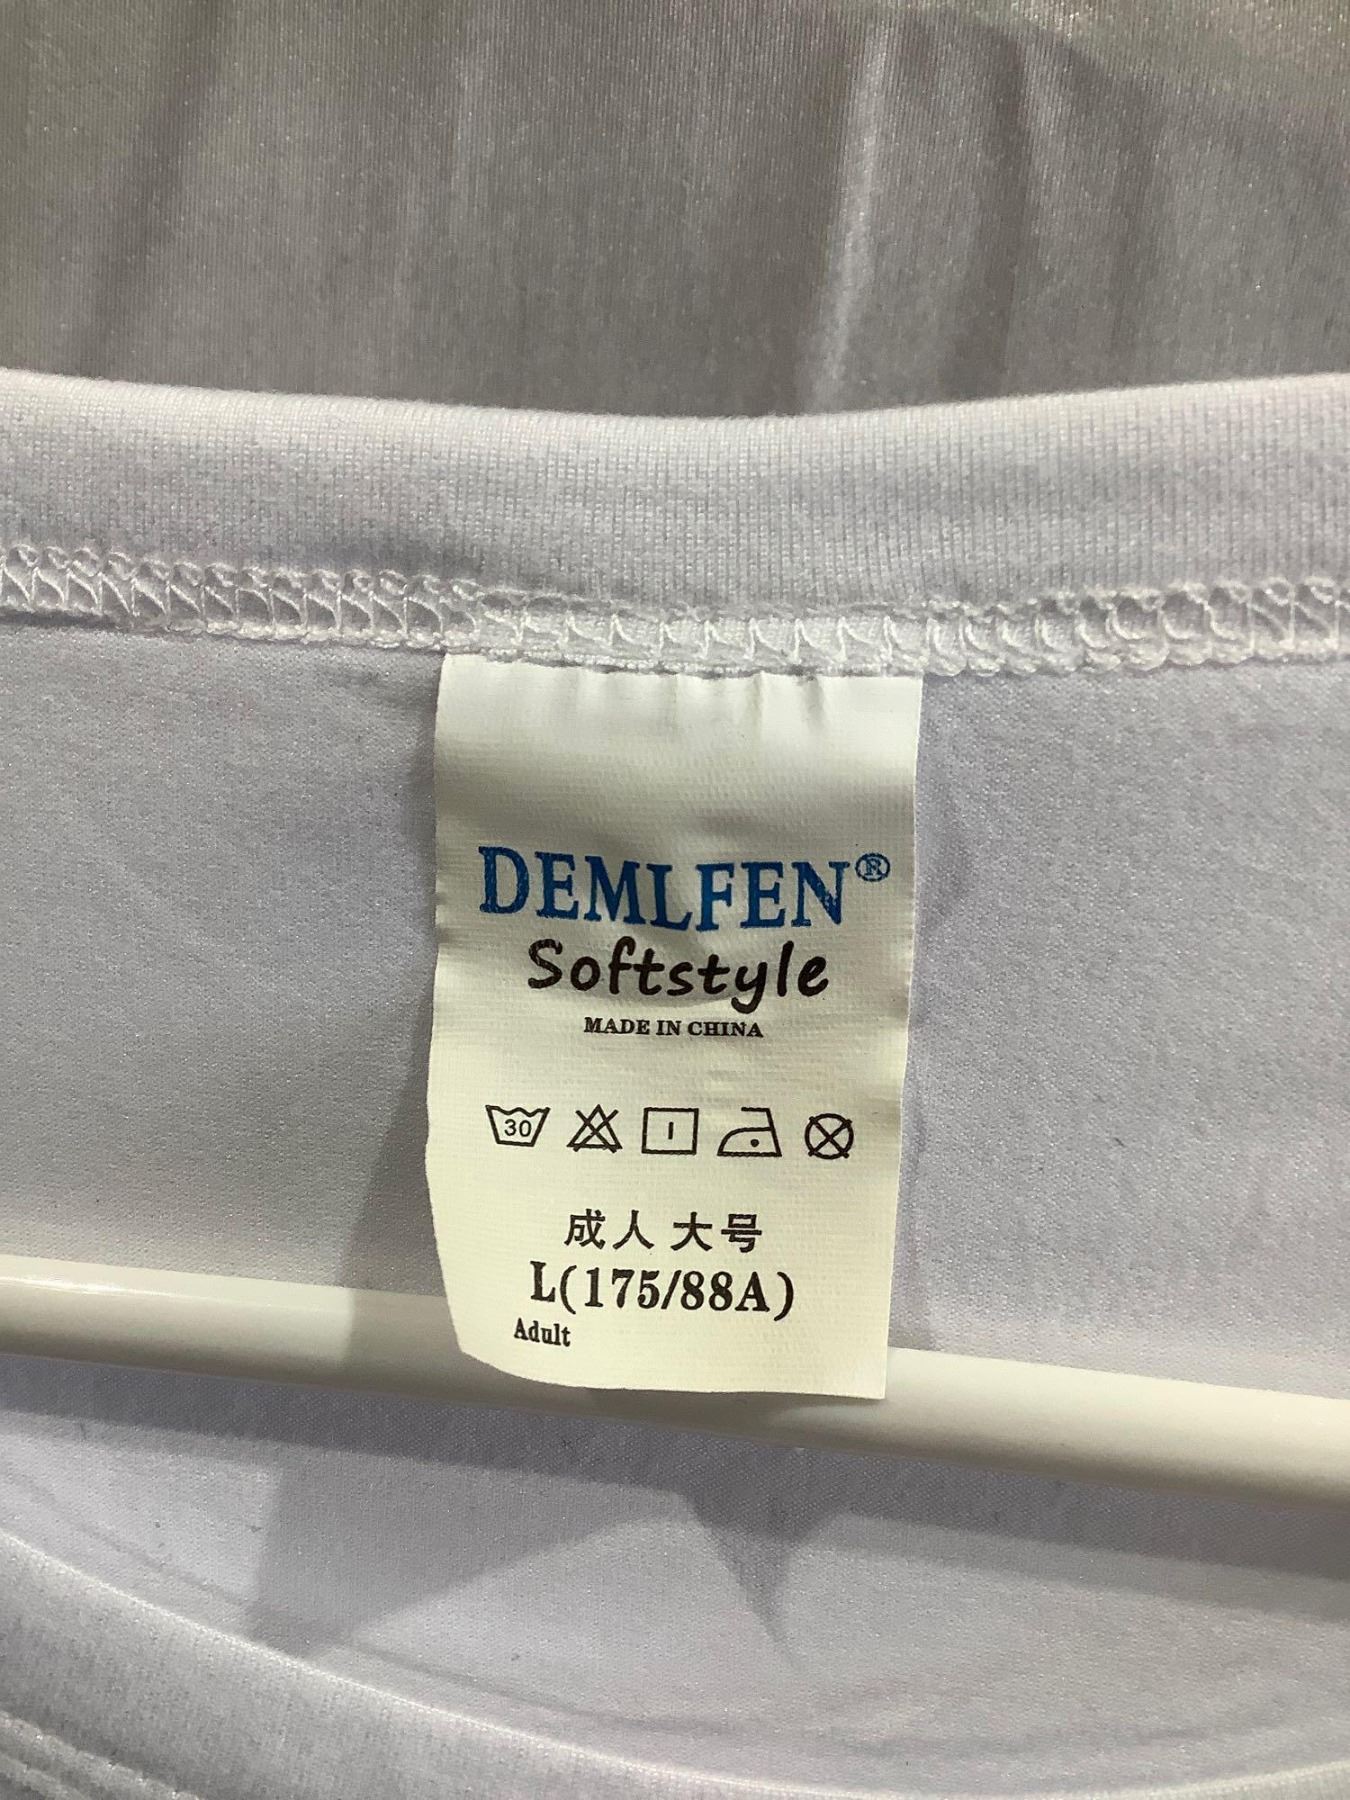 DEMLFEN®
Softstyle
MADE IN CHINA
30
成人 大号
L(175/88A)
Adult